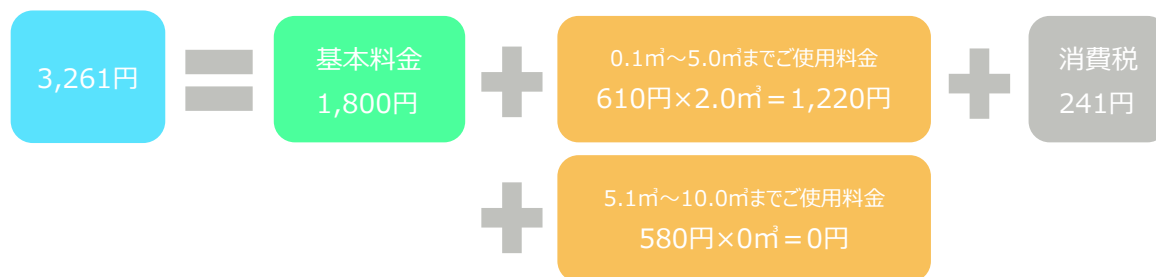 3,261円
基本料金
1,800円
0.1㎥～5.0㎥までご使用料金
610円×2.0㎥＝1,220円
消費税
241円
5.1㎥～10.0㎥までご使用料金
580円×0㎥＝0円